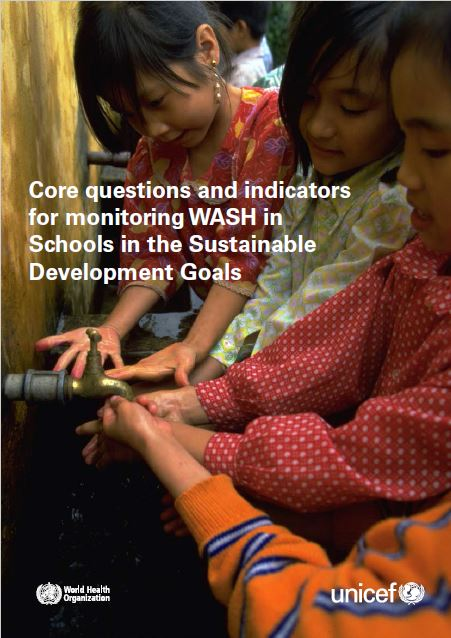 Core questions and indicators
for monitoring WASH in
Schools in the Sustainable
Development Goals
World Health
Organization
unicef